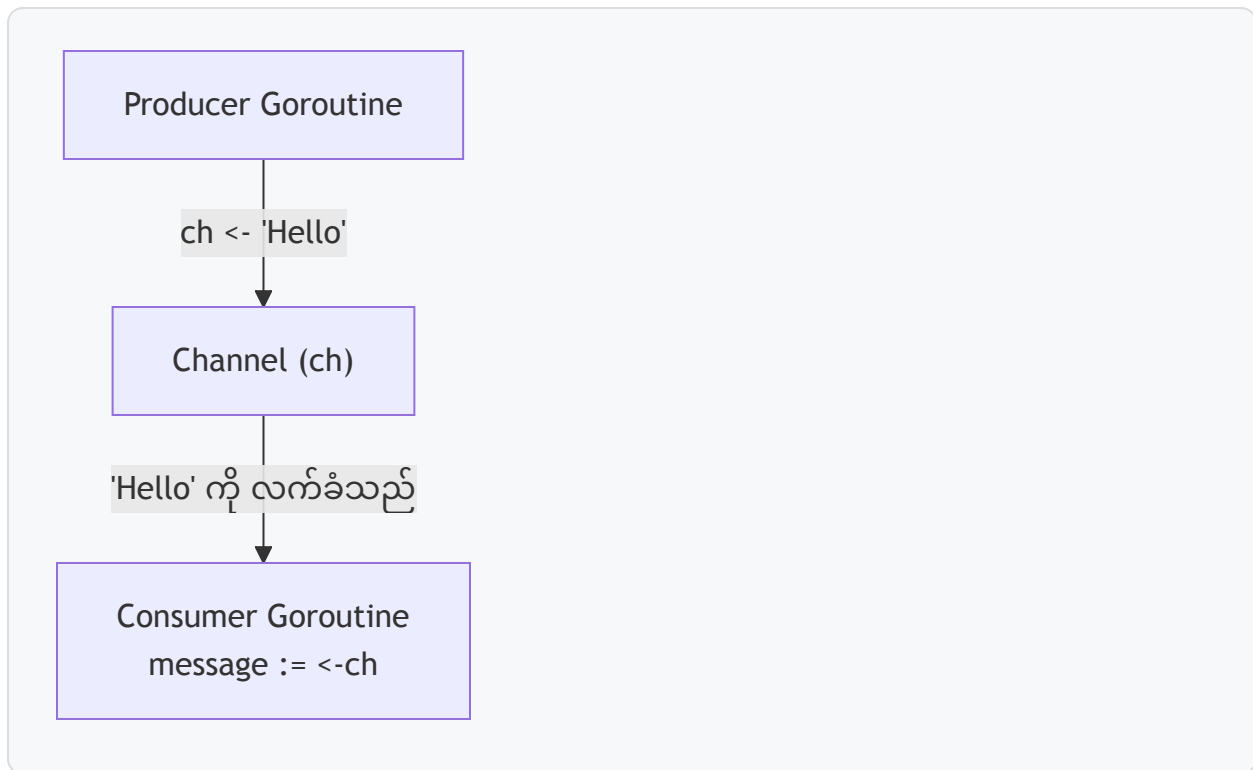 Producer Goroutine
ch <- 'Hello'
Channel (ch)
'Hello' ကို လက်ခံသည်
Consumer Goroutine
message := <-ch